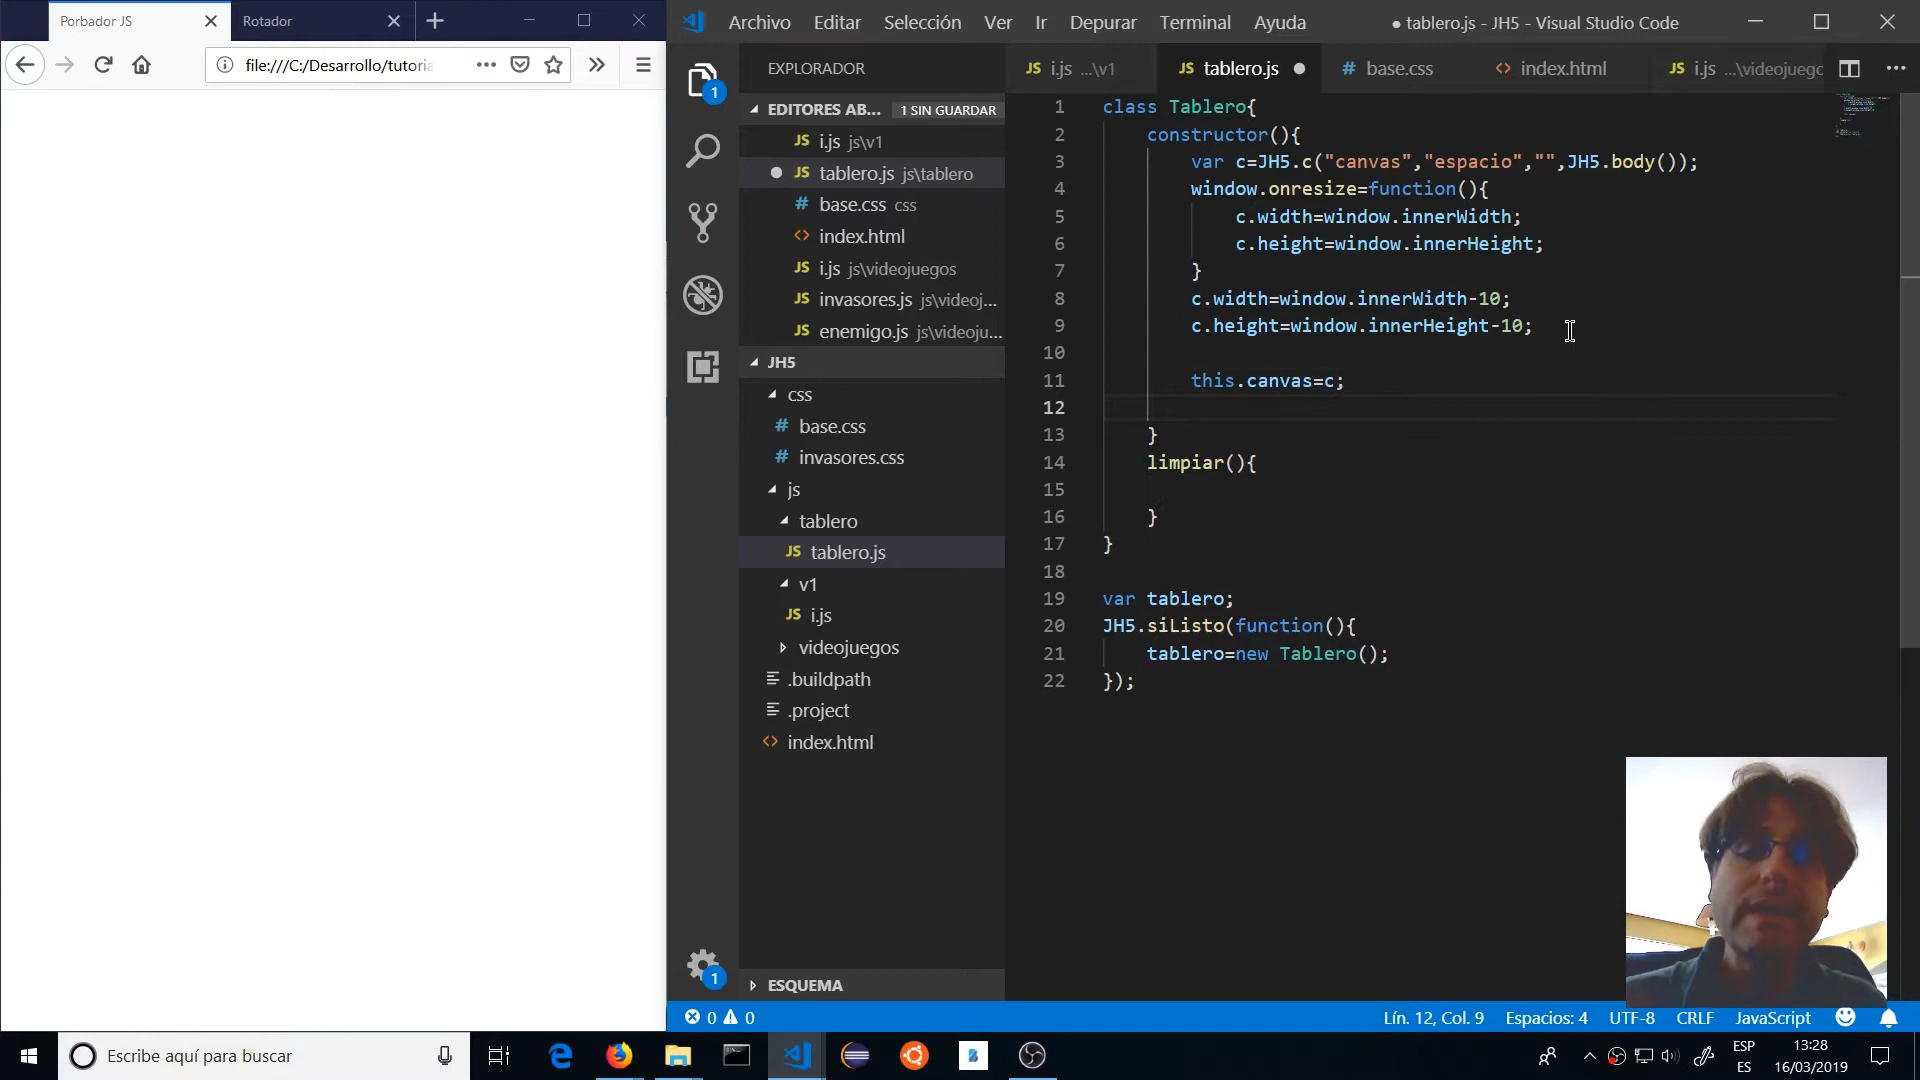 Porbador JS
Rotador
file:///C:/Desarrollo/tutoria
Archivo Editar Selección Ver Ir Depurar Terminal Ayuda
● tablero.js - JH5 - Visual Studio Code
EXPLORADOR
JS i.js ...\v1
JS tablero.js
# base.css
<> index.html
JS i.js ...\videojuego
EDITORES AB... 1 SIN GUARDAR
JS i.js js\v1
JS tablero.js js\tablero
# base.css css
<> index.html
JS i.js js\videojuegos
JS invasores.js js\videoj...
JS enemigo.js js\videoju...
JH5
css
# base.css
# invasores.css
js
tablero
JS tablero.js
v1
JS i.js
videojuegos
.buildpath
.project
<> index.html
ESQUEMA
1 class Tablero{
2 constructor(){
3 var c=JH5.c("canvas","espacio","",JH5.body());
4 window.onresize=function(){
5 c.width=window.innerWidth;
6 c.height=window.innerHeight;
7 }
8 c.width=window.innerWidth-10;
9 c.height=window.innerHeight-10;
10
11 this.canvas=c;
12
13 }
14 limpiar(){
15
16 }
17 }
18
19 var tablero;
20 JH5.siListo(function(){
21 tablero=new Tablero();
22 });
1
1
0 0
Lín. 12, Col. 9 Espacios: 4 UTF-8 CRLF JavaScript
Escribe aquí para buscar
ESP
ES
13:28
16/03/2019